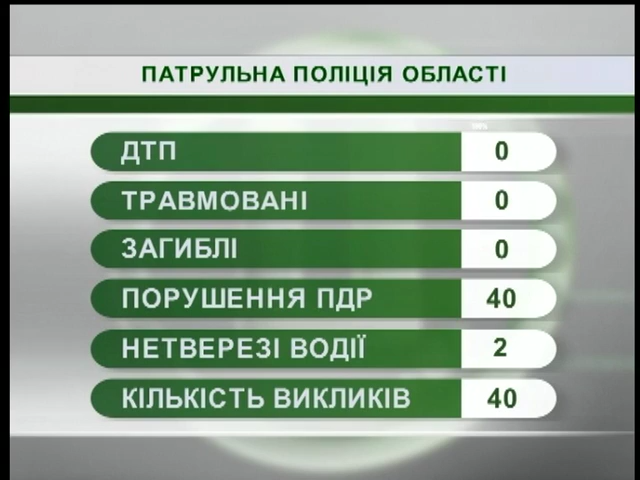 ПАТРУЛЬНА ПОЛІЦІЯ ОБЛАСТІ
ДТП 0
ТРАВМОВАНІ 0
ЗАГИБЛІ 0
ПОРУШЕННЯ ПДР 40
НЕТВЕРЕЗІ ВОДІЇ 2
КІЛЬКІСТЬ ВИКЛИКІВ 40